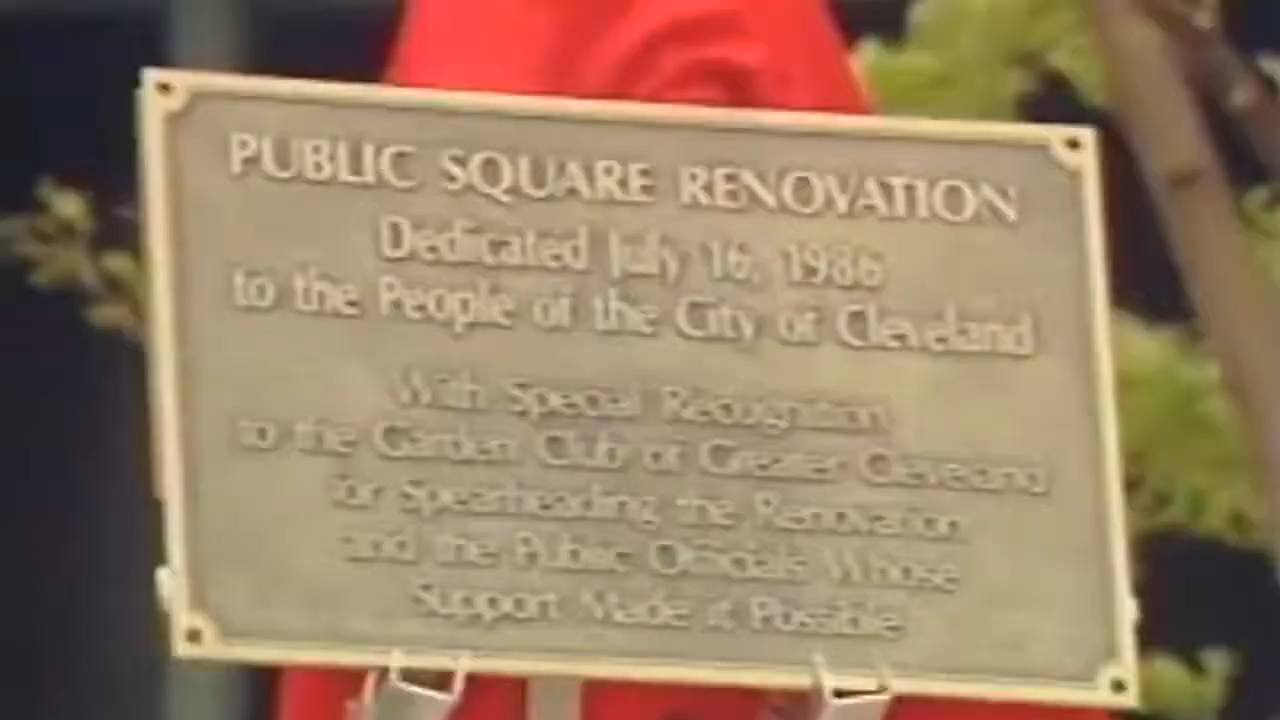 PUBLIC SQUARE RENOVATION
Dedicated July 16, 1986
to the People of the City of Cleveland
With Special Recognition
to the Garden Club of Greater Cleveland
for Spearheading the Renovation
and the Public Officials Whose
Support Made it Possible